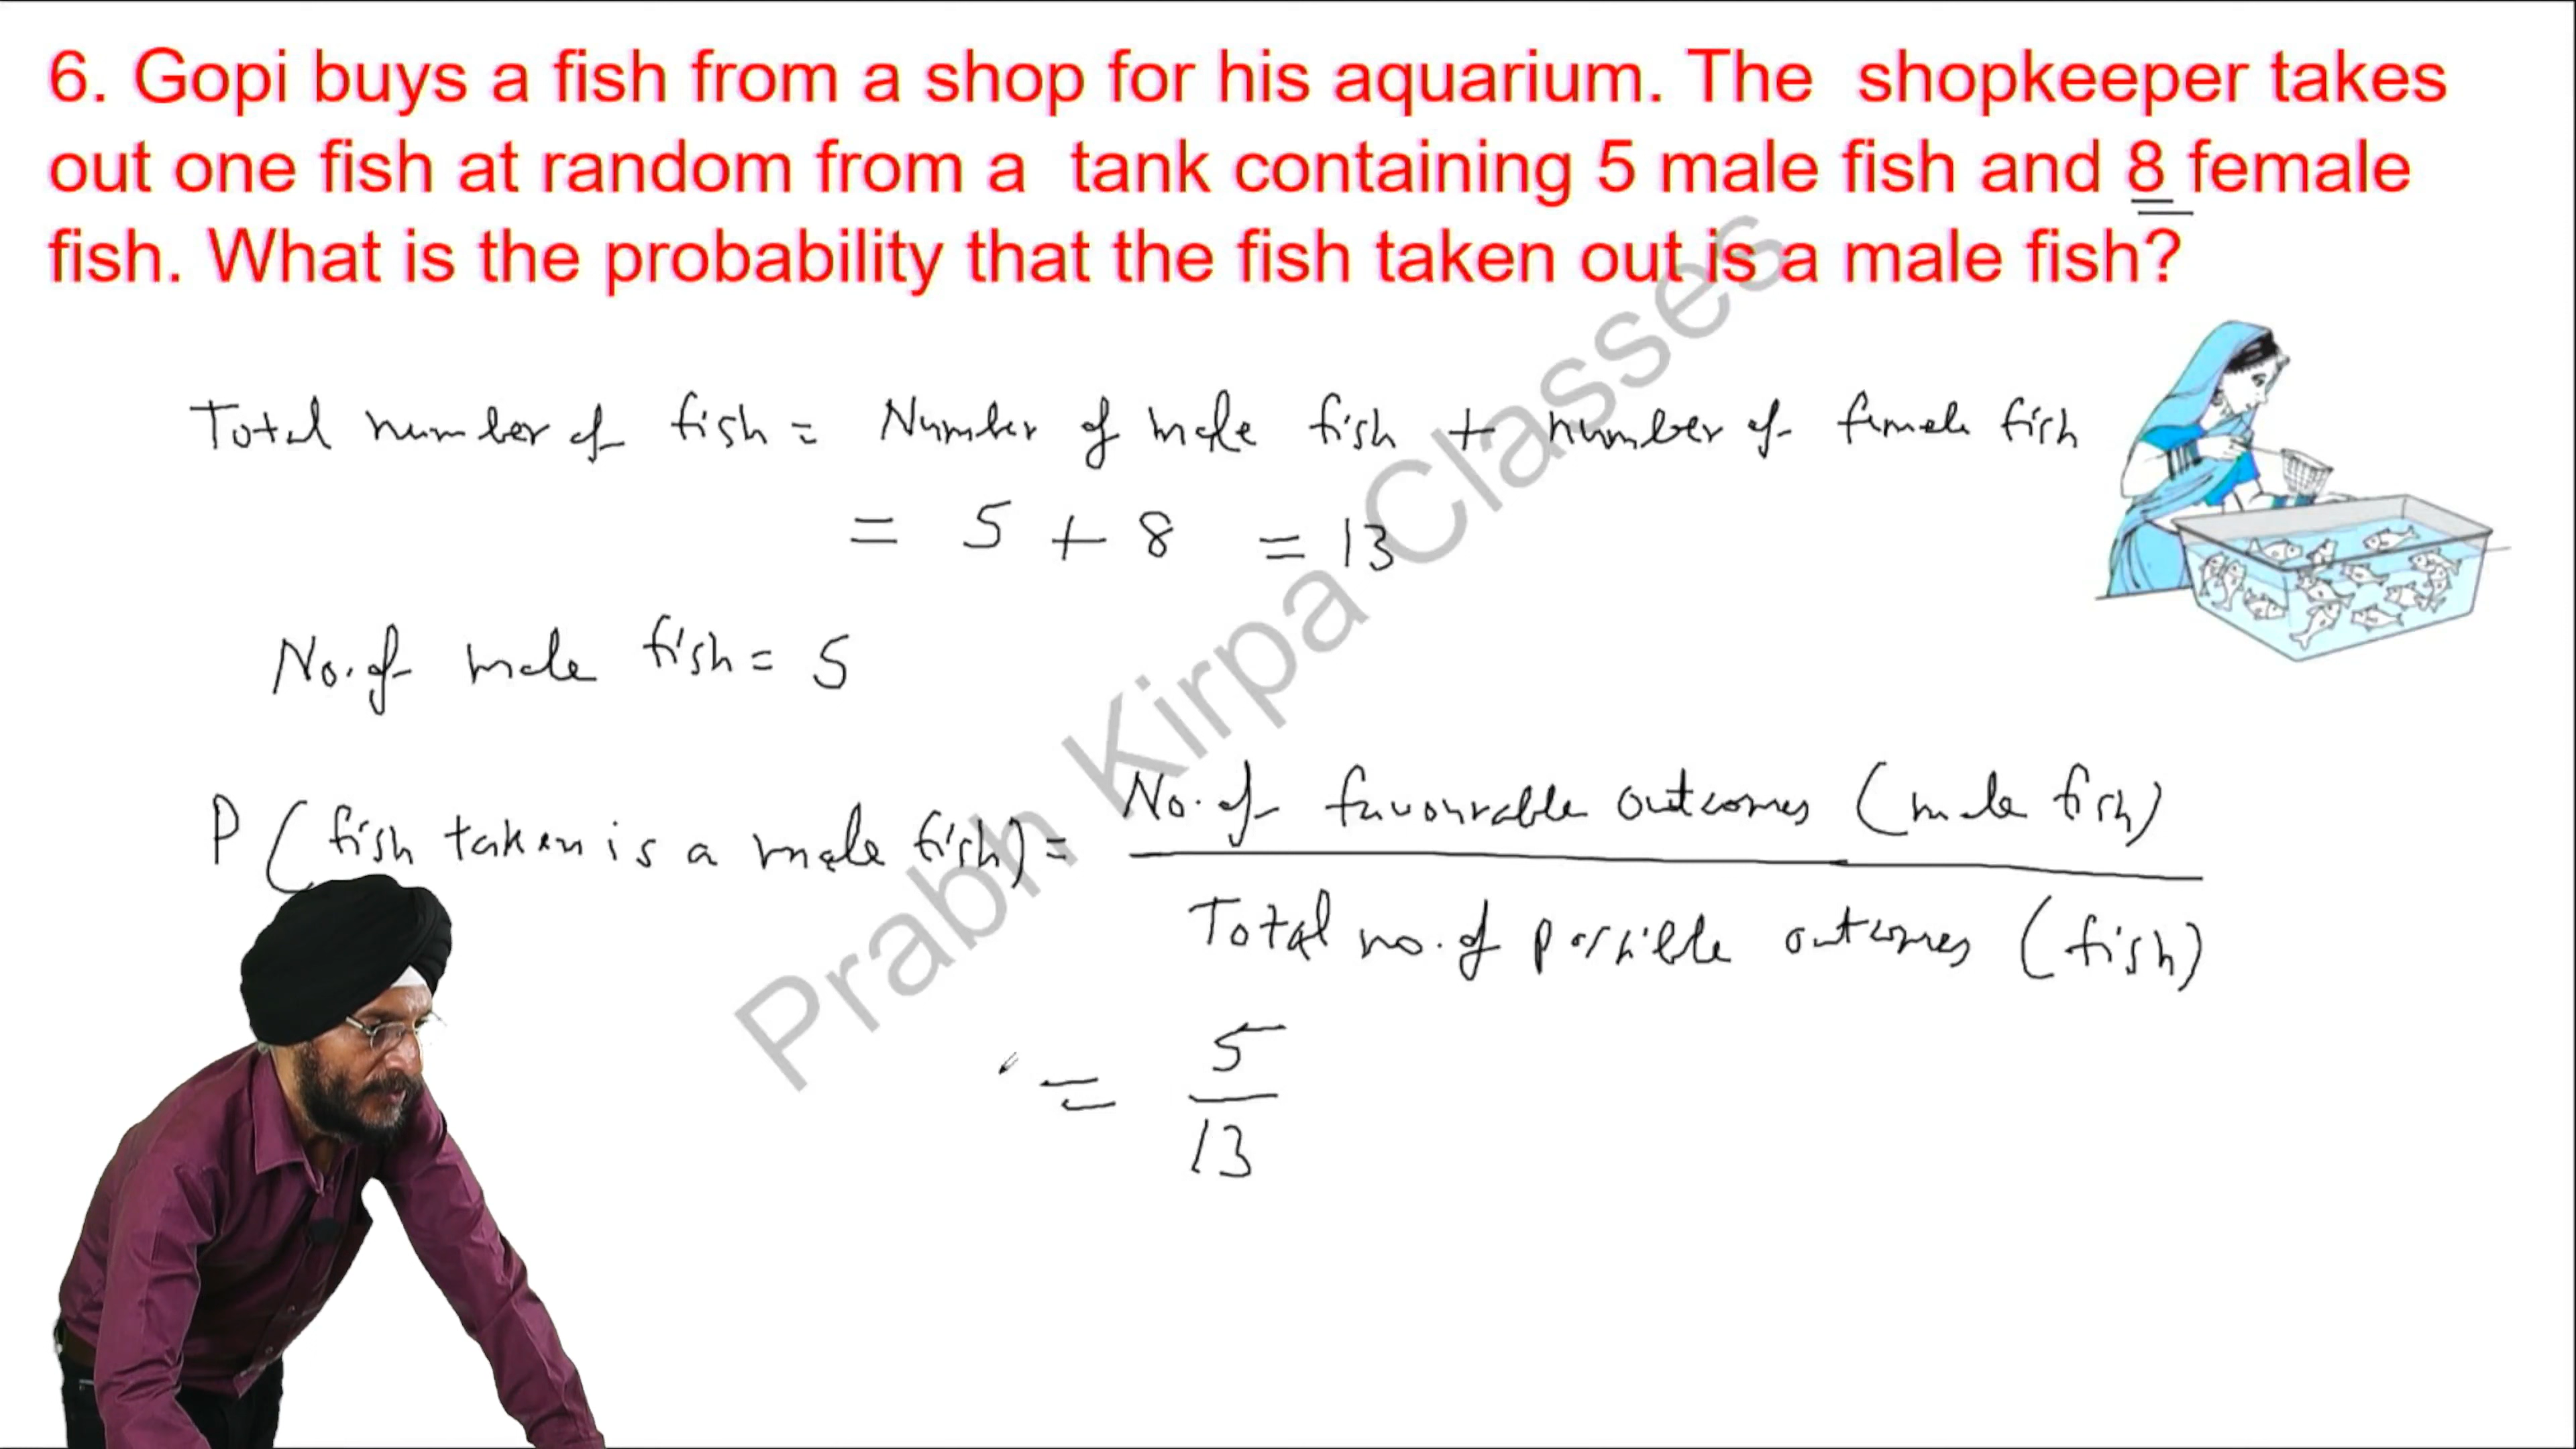 6. Gopi buys a fish from a shop for his aquarium. The shopkeeper takes
out one fish at random from a tank containing 5 male fish and 8 female
fish. What is the probability that the fish taken out is a male fish?
Total number of fish = Number of male fish + number of female fish
= 5 + 8 = 13
No. of male fish = 5
P (fish taken is a male fish) = No. of favourable outcomes (male fish)
Total no. of possible outcomes (fish)
= 5
13
Prabh Kirpa Classes